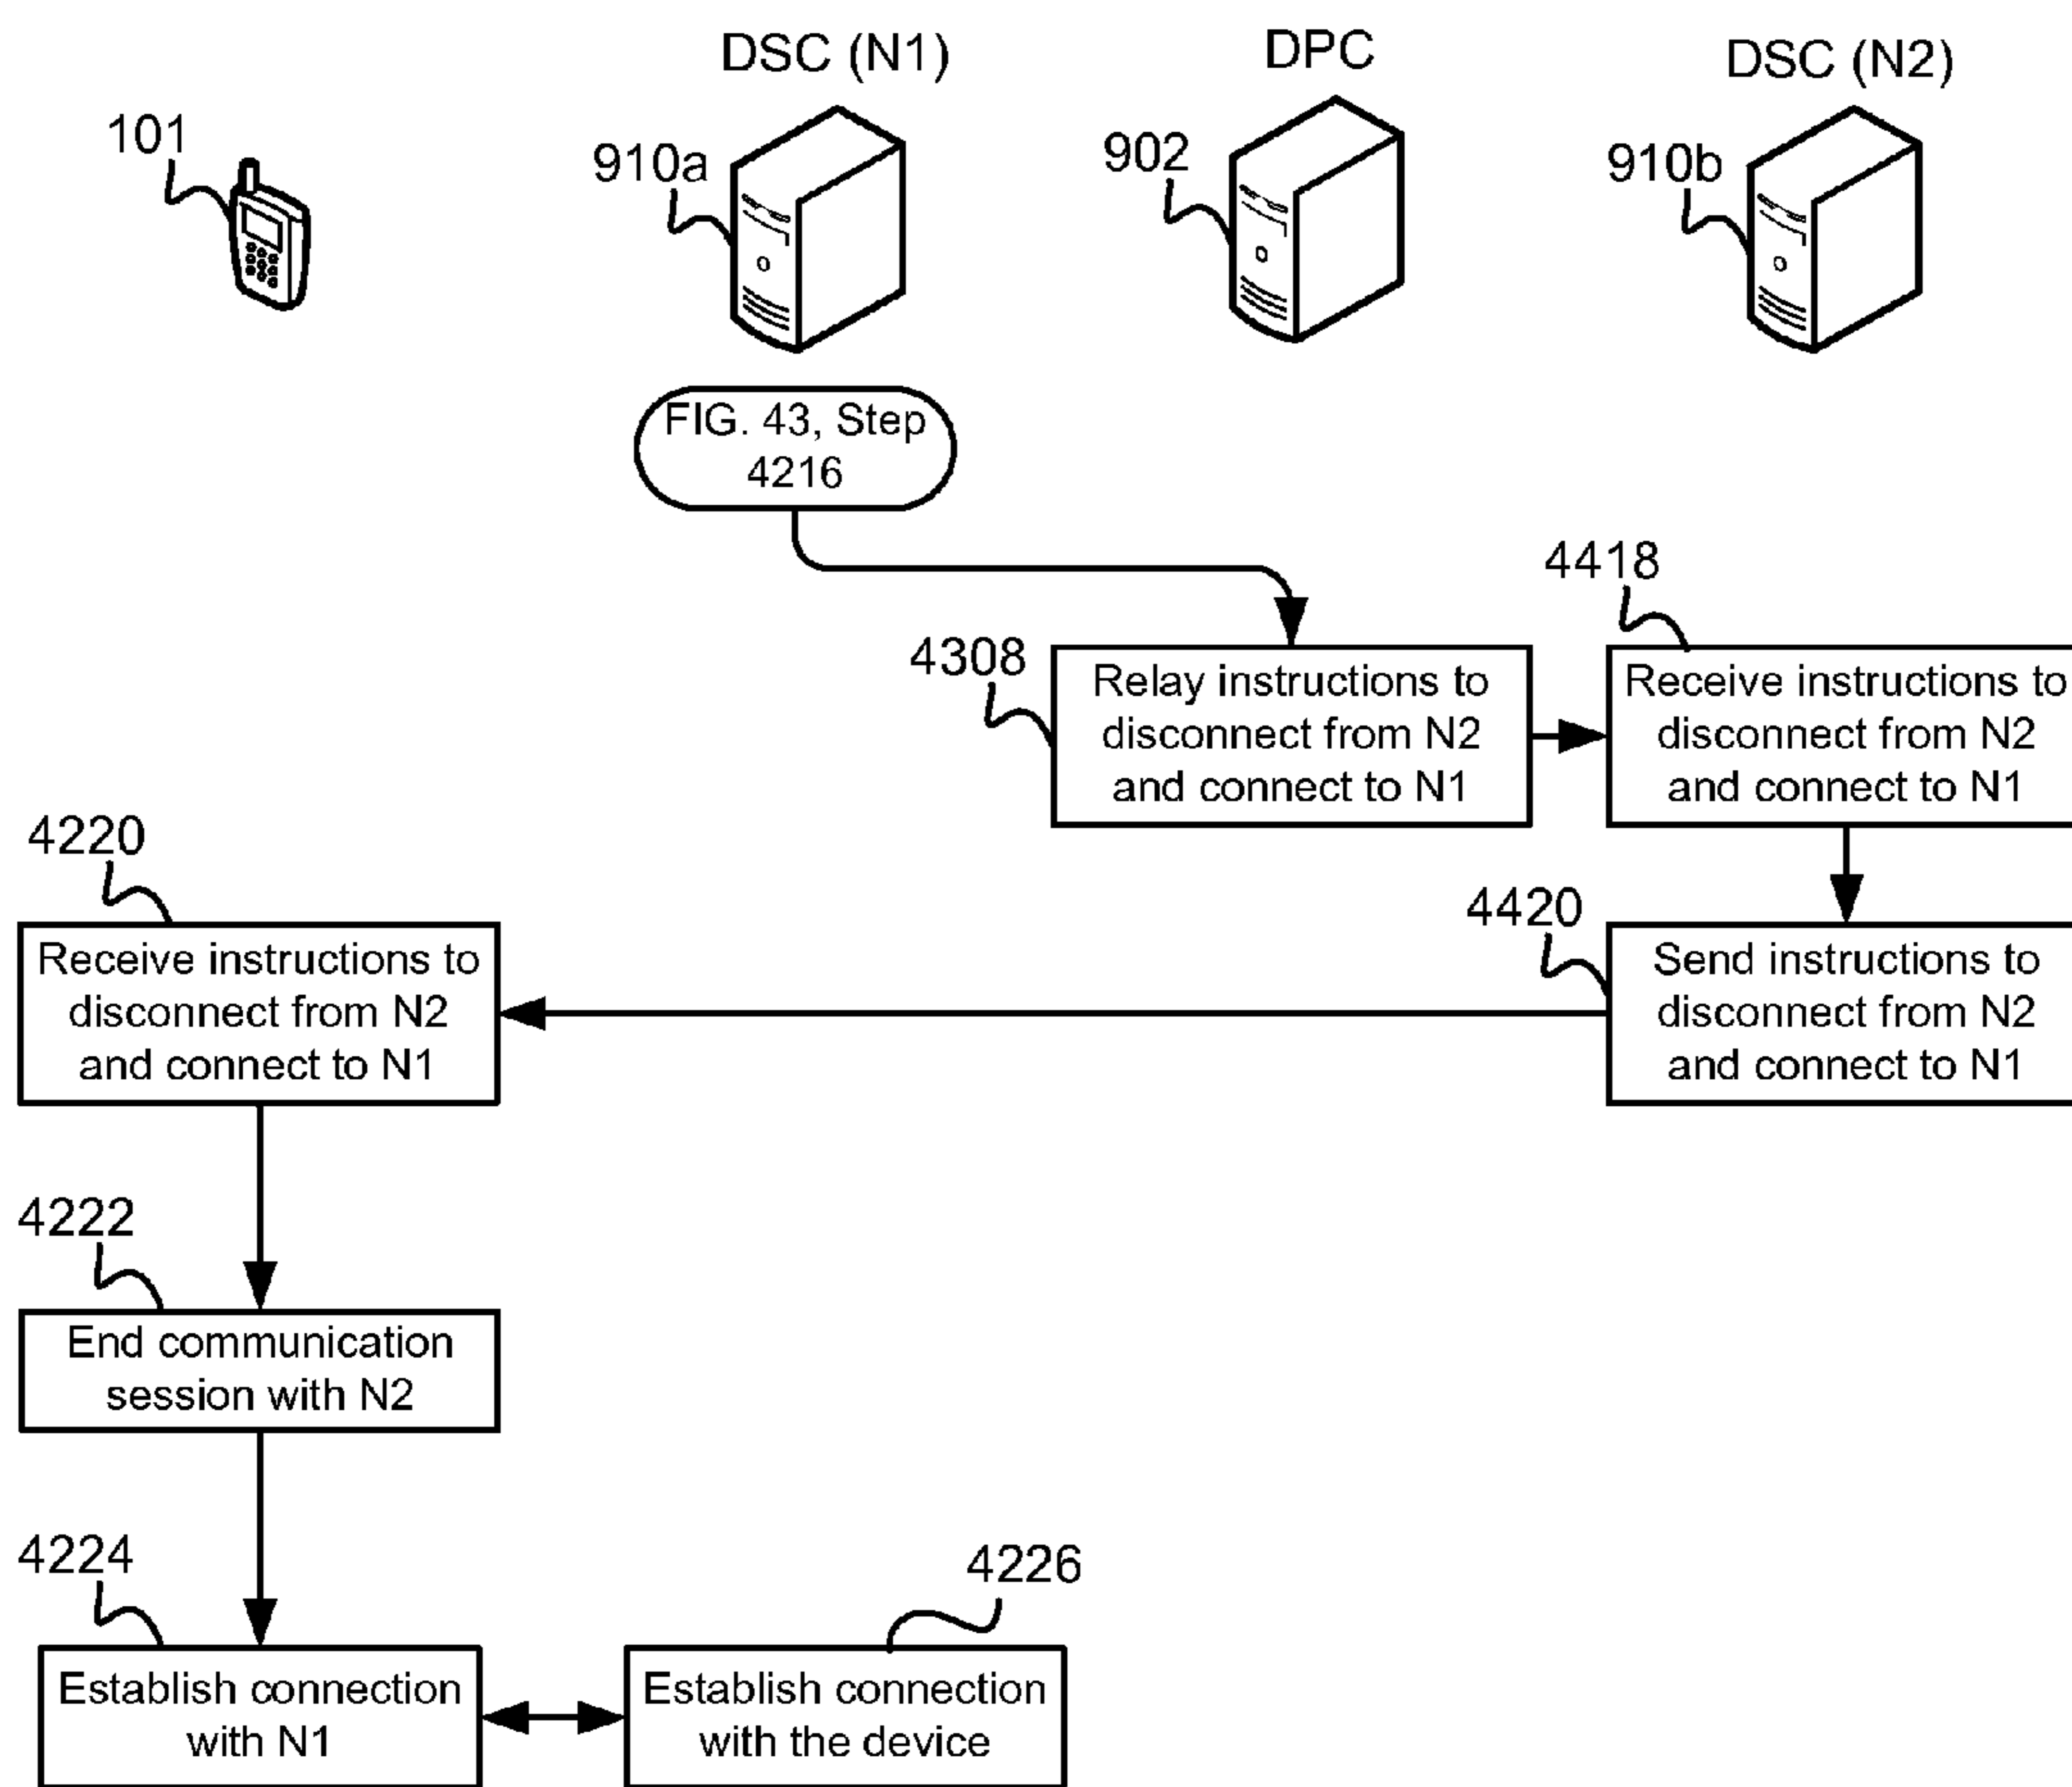 DSC (N1)
DPC
DSC (N2)
101
910a
902
910b
FIG. 43, Step
4216
4418
4308
Relay instructions to
disconnect from N2
and connect to N1
Receive instructions to
disconnect from N2
and connect to N1
4220
4420
Receive instructions to
disconnect from N2
and connect to N1
Send instructions to
disconnect from N2
and connect to N1
4222
End communication
session with N2
4224
4226
Establish connection
with N1
Establish connection
with the device